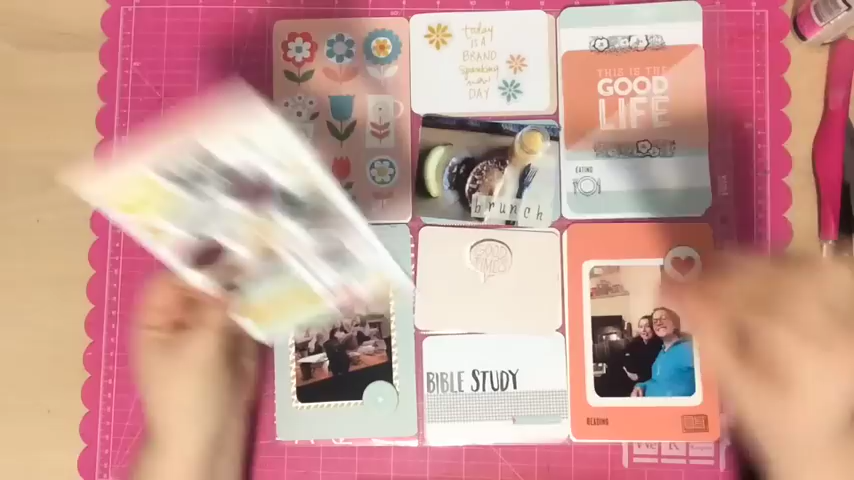 today
IS A
BRAND
Spanking
new
DAY
THIS IS THE
GOOD
LIFE
EATING
brunch
GOOD
TIMES
BIBLE STUDY
READING